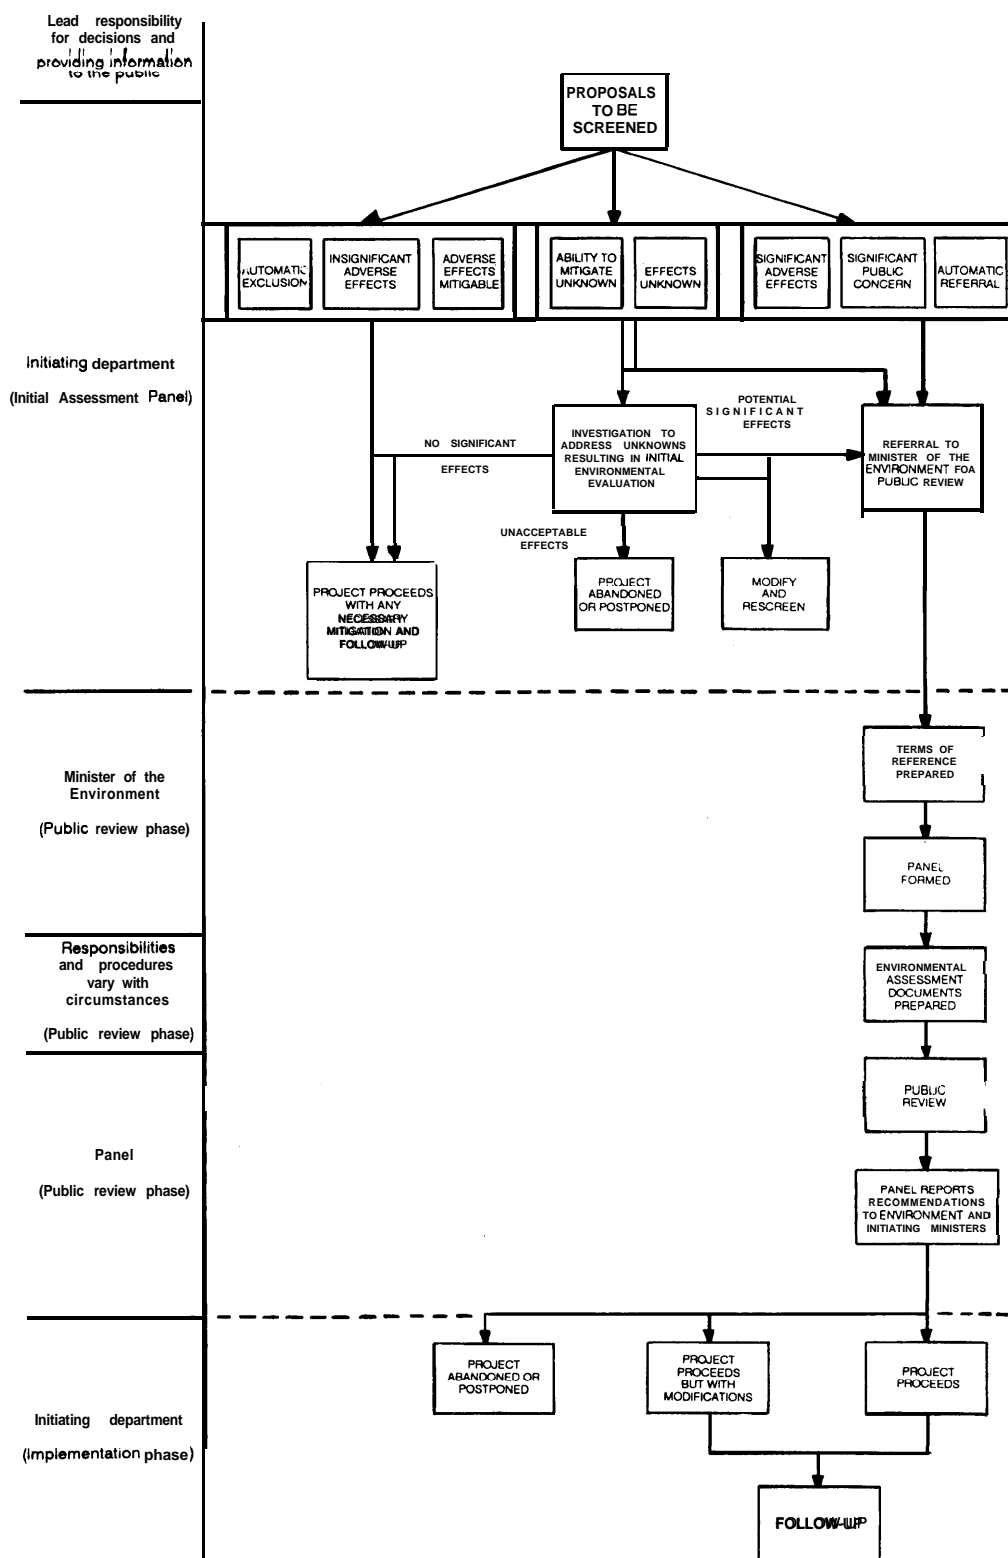 Lead responsibility
for decisions and
providing information
to the public
PROPOSALS
TO BE
SCREENED
AUTOMATIC
EXCLUSION
INSIGNIFICANT
ADVERSE
EFFECTS
ADVERSE
EFFECTS
MITIGABLE
ABILITY TO
MITIGATE
UNKNOWN
EFFECTS
UNKNOWN
SIGNIFICANT
ADVERSE
EFFECTS
SIGNIFICANT
PUBLIC
CONCERN
AUTOMATIC
REFERRAL
Initiating department
(Initial Assessment Panel)
NO SIGNIFICANT
EFFECTS
INVESTIGATION TO
ADDRESS UNKNOWNS
RESULTING IN INITIAL
ENVIRONMENTAL
EVALUATION
POTENTIAL
SIGNIFICANT
EFFECTS
REFERRAL TO
MINISTER OF THE
ENVIRONMENT FOA
PUBLIC REVIEW
UNACCEPTABLE
EFFECTS
PROJECT PROCEEDS
WITH ANY
NECESSARY
MITIGATION AND
FOLLOW-UP
PROJECT
ABANDONED
OR POSTPONED
MODIFY
AND
RESCREEN
Minister of the
Environment
(Public review phase)
TERMS OF
REFERENCE
PREPARED
PANEL
FORMED
Responsibilities
and procedures
vary with
circumstances
(Public review phase)
ENVIRONMENTAL
ASSESSMENT
DOCUMENTS
PREPARED
Panel
(Public review phase)
PUBLIC
REVIEW
PANEL REPORTS
RECOMMENDATIONS
TO ENVIRONMENT AND
INITIATING MINISTERS
Initiating department
(Implementation phase)
PROJECT
ABANDONED OR
POSTPONED
PROJECT
PROCEEDS
BUT WITH
MODIFICATIONS
PROJECT
PROCEEDS
FOLLOW-UP